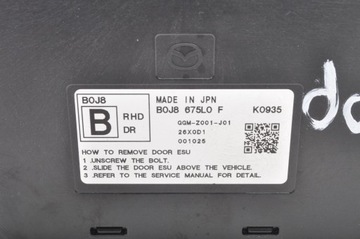 B0J8
B
RHD
DR
MADE IN JPN
B0J8 675L0 F
K0935
GGM-Z001-J01
26X0D1
001025
HOW TO REMOVE DOOR ESU
1 .UNSCREW THE BOLT.
2 .SLIDE THE DOOR ESU ABOVE THE VEHICLE.
3 .REFER TO THE SERVICE MANUAL FOR DETAIL.